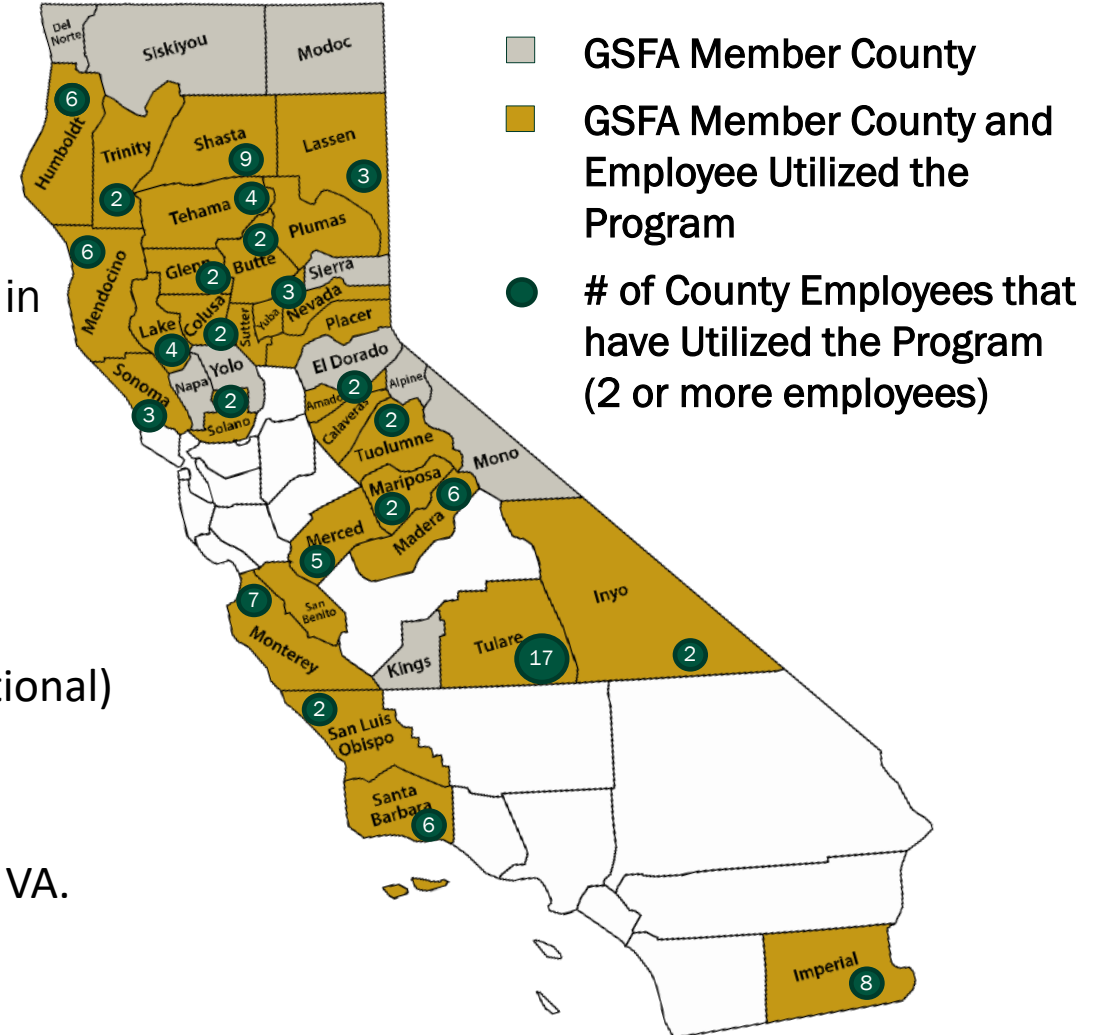 in
tional)
VA.
GSFA Member County
GSFA Member County and
Employee Utilized the
Program
# of County Employees that
have Utilized the Program
(2 or more employees)
Del
Norte
Siskiyou
Modoc
6
Humboldt
Trinity
2
Shasta
9
Lassen
3
Tehama
4
Plumas
2
6
Mendocino
Glenn
2
Butte
3
Sierra
Nevada
Yuba
Sutter
Colusa
2
Lake
4
Placer
Sonoma
3
Napa
Yolo
2
Solano
El Dorado
2
Alpine
Amador
Calaveras
2
Tuolumne
Mono
Mariposa
2
6
Madera
Merced
5
7
San
Benito
Monterey
Inyo
2
Tulare
17
Kings
2
San Luis
Obispo
Santa
Barbara
6
Imperial
8